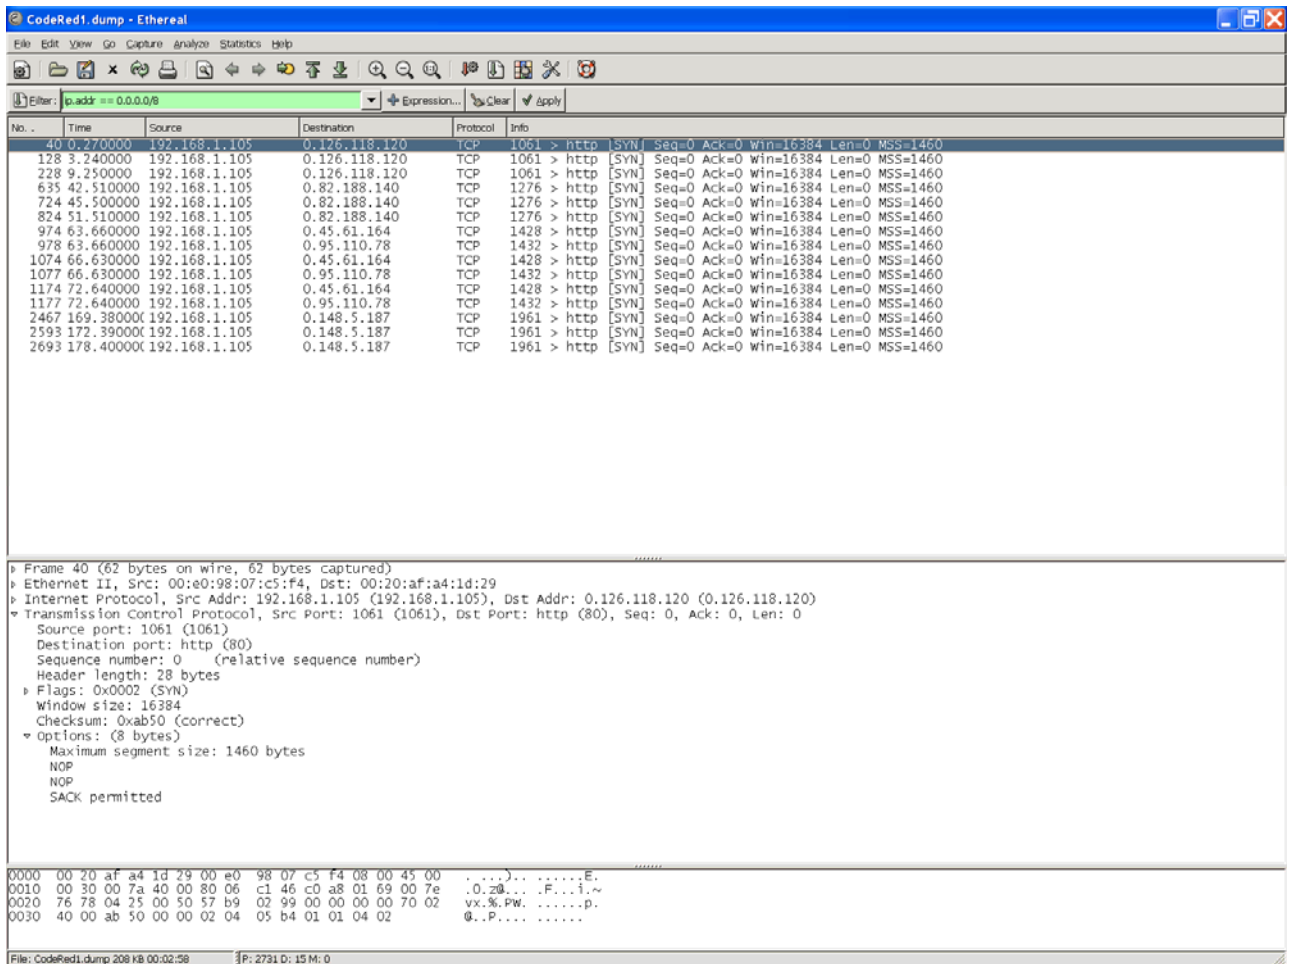 CodeRed1.dump - Ethereal
File Edit View Go Capture Analyze Statistics Help
Filter: ip.addr == 0.0.0.0/8 Expression... Clear Apply
No. . Time Source Destination Protocol Info
40 0.270000 192.168.1.105 0.126.118.120 TCP 1061 > http [SYN] Seq=0 Ack=0 Win=16384 Len=0 MSS=1460
128 3.240000 192.168.1.105 0.126.118.120 TCP 1061 > http [SYN] Seq=0 Ack=0 Win=16384 Len=0 MSS=1460
228 9.250000 192.168.1.105 0.126.118.120 TCP 1061 > http [SYN] Seq=0 Ack=0 Win=16384 Len=0 MSS=1460
635 42.510000 192.168.1.105 0.82.188.140 TCP 1276 > http [SYN] Seq=0 Ack=0 Win=16384 Len=0 MSS=1460
724 45.500000 192.168.1.105 0.82.188.140 TCP 1276 > http [SYN] Seq=0 Ack=0 Win=16384 Len=0 MSS=1460
824 51.510000 192.168.1.105 0.82.188.140 TCP 1276 > http [SYN] Seq=0 Ack=0 Win=16384 Len=0 MSS=1460
974 63.660000 192.168.1.105 0.45.61.164 TCP 1428 > http [SYN] Seq=0 Ack=0 Win=16384 Len=0 MSS=1460
978 63.660000 192.168.1.105 0.95.110.78 TCP 1432 > http [SYN] Seq=0 Ack=0 Win=16384 Len=0 MSS=1460
1074 66.630000 192.168.1.105 0.45.61.164 TCP 1428 > http [SYN] Seq=0 Ack=0 Win=16384 Len=0 MSS=1460
1077 66.630000 192.168.1.105 0.95.110.78 TCP 1432 > http [SYN] Seq=0 Ack=0 Win=16384 Len=0 MSS=1460
1174 72.640000 192.168.1.105 0.45.61.164 TCP 1428 > http [SYN] Seq=0 Ack=0 Win=16384 Len=0 MSS=1460
1177 72.640000 192.168.1.105 0.95.110.78 TCP 1432 > http [SYN] Seq=0 Ack=0 Win=16384 Len=0 MSS=1460
2467 169.380000 192.168.1.105 0.148.5.187 TCP 1961 > http [SYN] Seq=0 Ack=0 Win=16384 Len=0 MSS=1460
2593 172.390000 192.168.1.105 0.148.5.187 TCP 1961 > http [SYN] Seq=0 Ack=0 Win=16384 Len=0 MSS=1460
2693 178.400000 192.168.1.105 0.148.5.187 TCP 1961 > http [SYN] Seq=0 Ack=0 Win=16384 Len=0 MSS=1460
Frame 40 (62 bytes on wire, 62 bytes captured)
Ethernet II, Src: 00:e0:98:07:c5:f4, Dst: 00:20:af:a4:1d:29
Internet Protocol, Src Addr: 192.168.1.105 (192.168.1.105), Dst Addr: 0.126.118.120 (0.126.118.120)
Transmission Control Protocol, Src Port: 1061 (1061), Dst Port: http (80), Seq: 0, Ack: 0, Len: 0
Source port: 1061 (1061)
Destination port: http (80)
Sequence number: 0 (relative sequence number)
Header length: 28 bytes
Flags: 0x0002 (SYN)
Window size: 16384
Checksum: 0xab50 (correct)
Options: (8 bytes)
Maximum segment size: 1460 bytes
NOP
NOP
SACK permitted
0000 00 20 af a4 1d 29 00 e0 98 07 c5 f4 08 00 45 00 . ...).. ......E.
0010 00 30 00 7a 40 00 80 06 c1 46 c0 a8 01 69 00 7e .0.z@... .F...i.~
0020 76 78 04 25 00 50 57 b9 02 99 00 00 00 00 70 02 vx.%.PW. ......p.
0030 40 00 ab 50 00 00 02 04 05 b4 01 01 04 02 @..P.... ......
File: CodeRed1.dump 208 KB 00:02:58 P: 2731 D: 15 M: 0